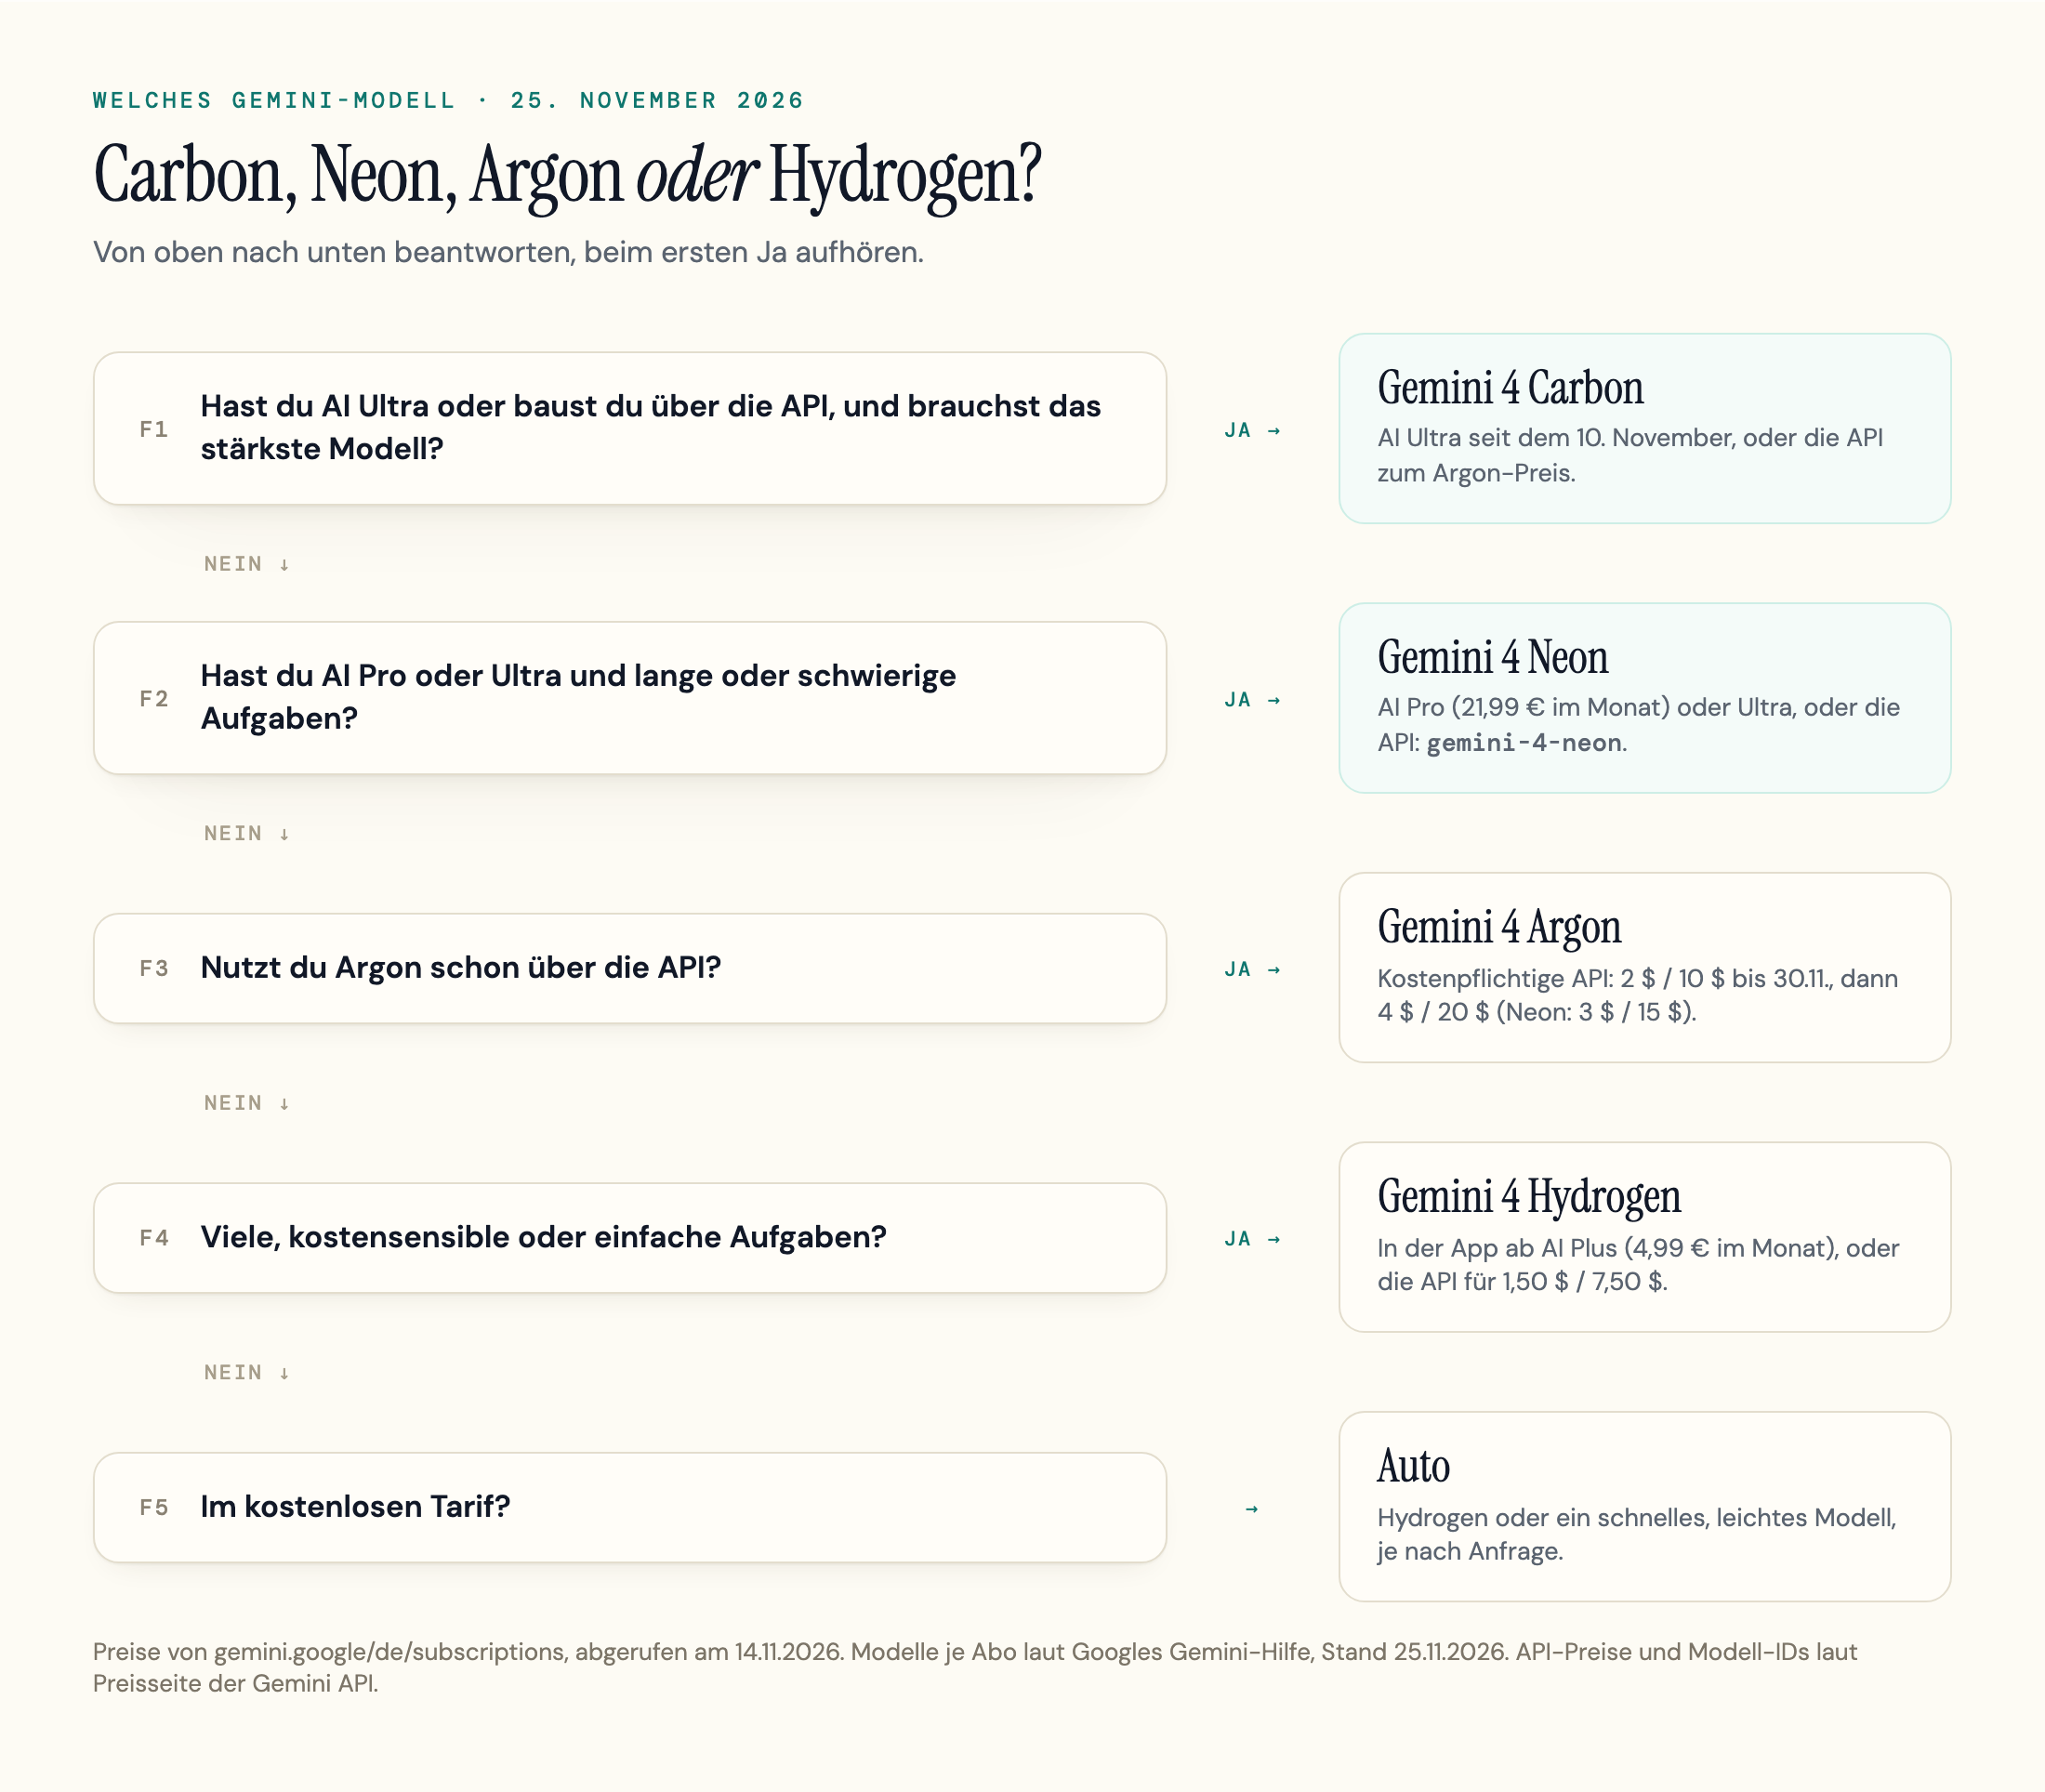 WELCHES GEMINI-MODELL · 25. NOVEMBER 2026
Carbon, Neon, Argon oder Hydrogen?
Von oben nach unten beantworten, beim ersten Ja aufhören.
F1
Hast du AI Ultra oder baust du über die API, und brauchst das
stärkste Modell?
JA →
Gemini 4 Carbon
AI Ultra seit dem 10. November, oder die API
zum Argon-Preis.
NEIN ↓
F2
Hast du AI Pro oder Ultra und lange oder schwierige
Aufgaben?
JA →
Gemini 4 Neon
AI Pro (21,99 € im Monat) oder Ultra, oder die
API: gemini-4-neon.
NEIN ↓
F3
Nutzt du Argon schon über die API?
JA →
Gemini 4 Argon
Kostenpflichtige API: 2 $ / 10 $ bis 30.11., dann
4 $ / 20 $ (Neon: 3 $ / 15 $).
NEIN ↓
F4
Viele, kostensensible oder einfache Aufgaben?
JA →
Gemini 4 Hydrogen
In der App ab AI Plus (4,99 € im Monat), oder
die API für 1,50 $ / 7,50 $.
NEIN ↓
F5
Im kostenlosen Tarif?
→
Auto
Hydrogen oder ein schnelles, leichtes Modell,
je nach Anfrage.
Preise von gemini.google/de/subscriptions, abgerufen am 14.11.2026. Modelle je Abo laut Googles Gemini-Hilfe, Stand 25.11.2026. API-Preise und Modell-IDs laut
Preisseite der Gemini API.